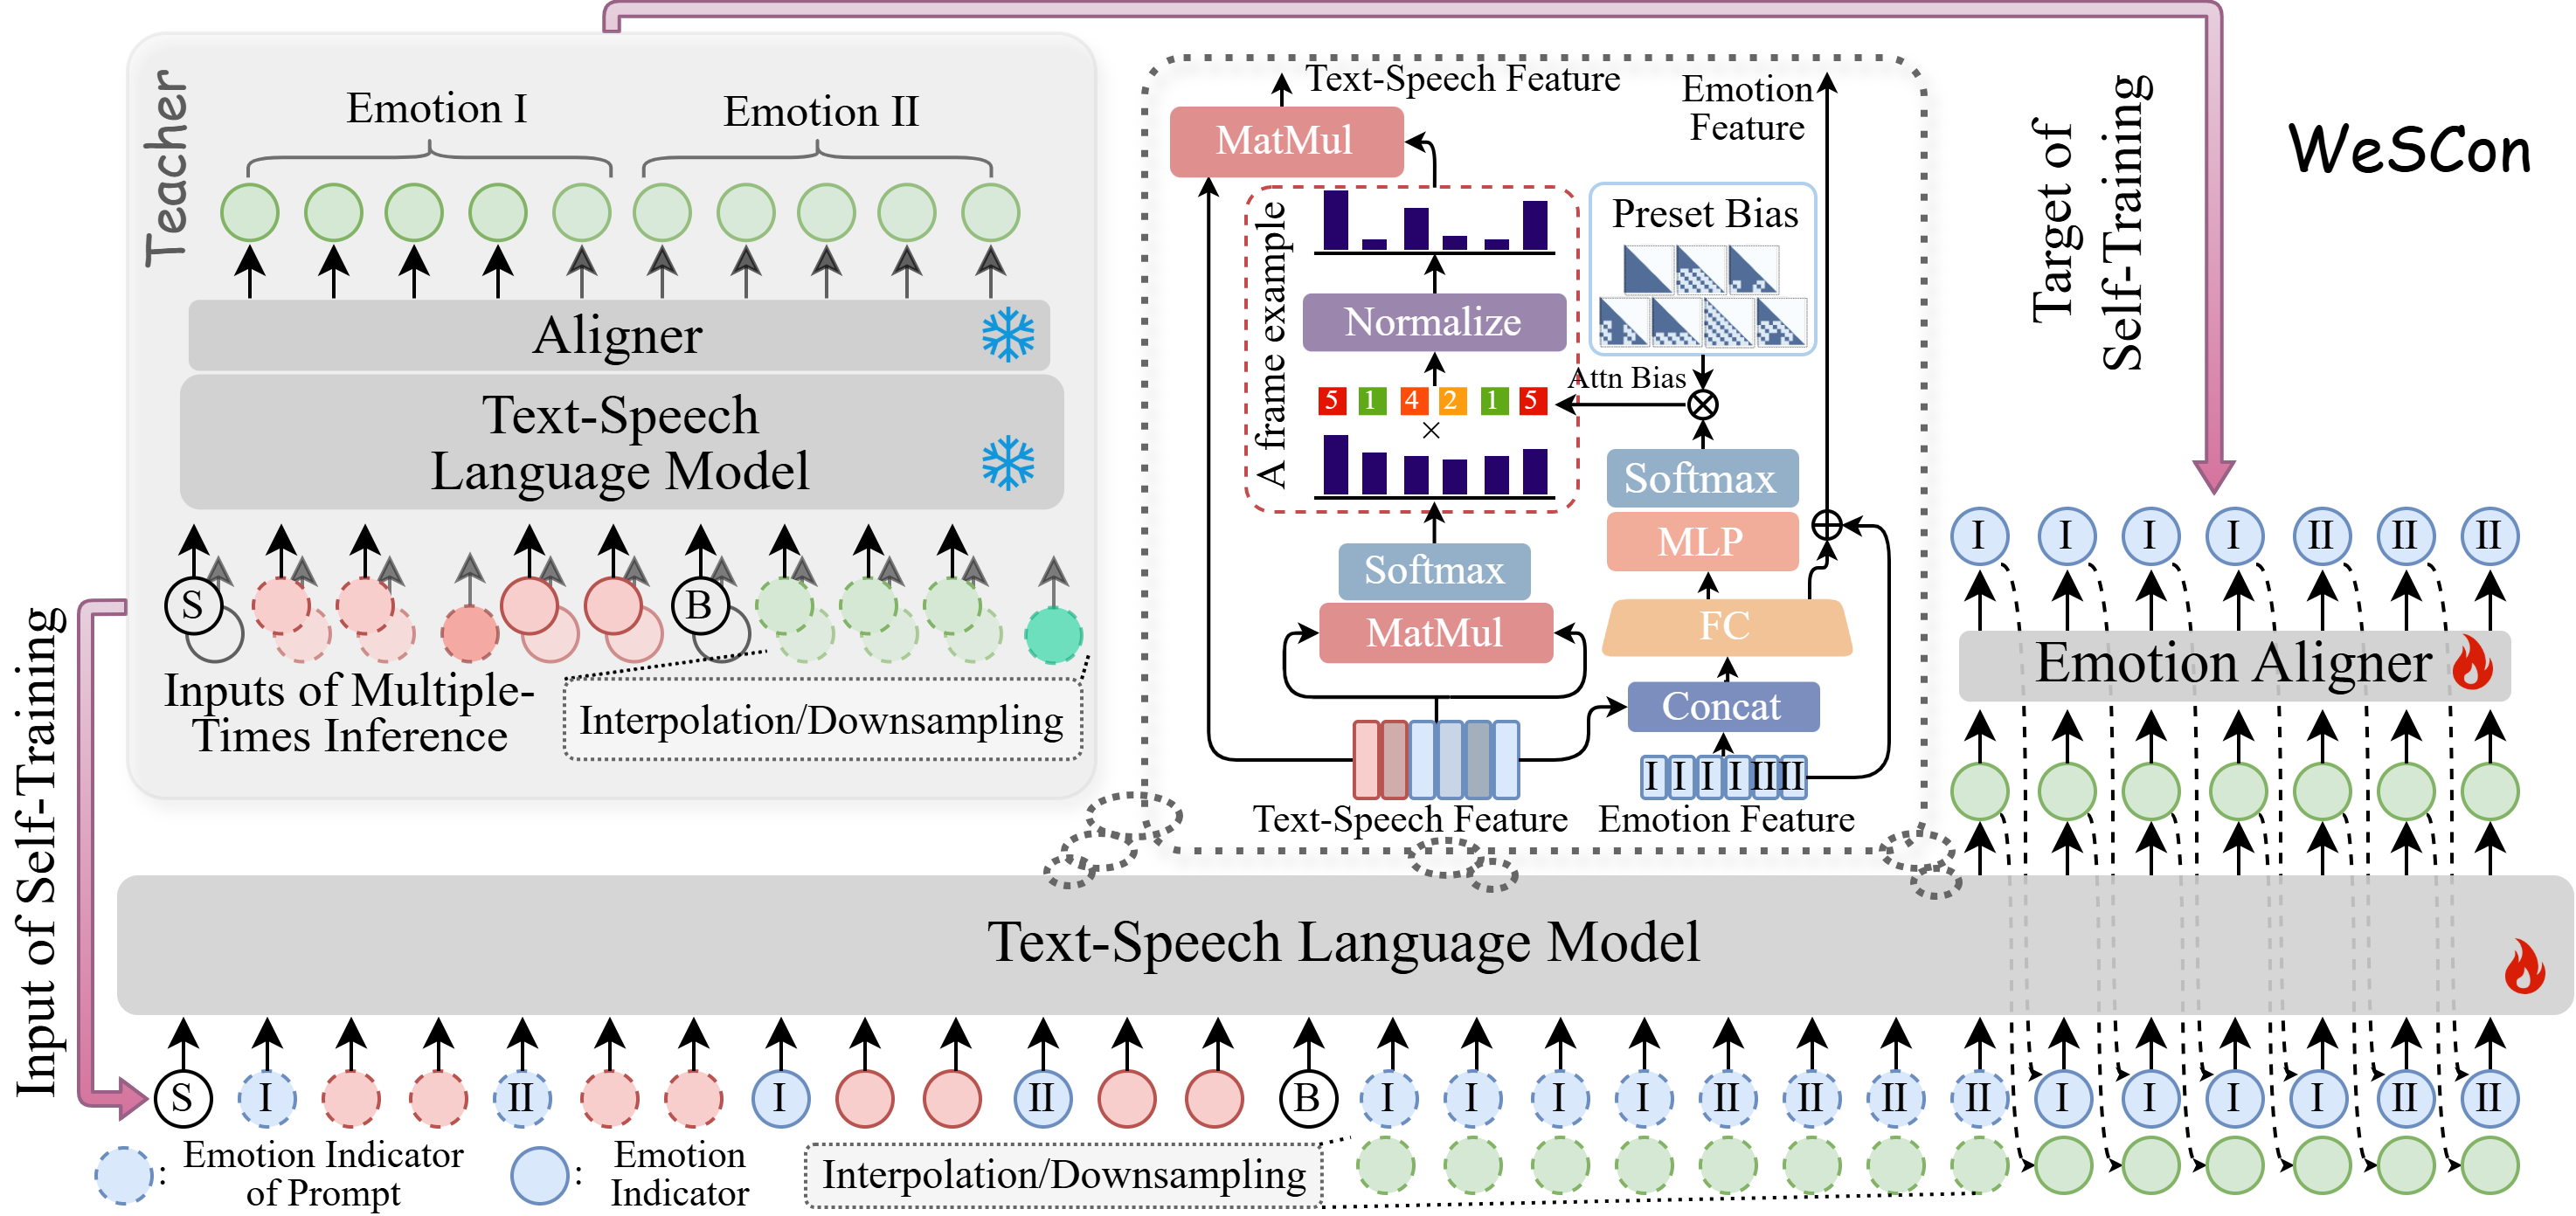 WeSCon
Teacher
Emotion I
Emotion II
Aligner
Text-Speech
Language Model
S
B
Inputs of Multiple-
Times Inference
Interpolation/Downsampling
Input of Self-Training
Text-Speech Feature
Emotion
Feature
MatMul
A frame example
Preset Bias
Normalize
Attn Bias
5 1 4 2 1 5
×
Softmax
Softmax
MLP
MatMul
FC
Concat
I I I I II II
Text-Speech Feature
Emotion Feature
Target of
Self-Training
I I I I II II II
Emotion Aligner
Text-Speech Language Model
S I II I II B I I I I II II II II I I I I II II
: Emotion Indicator
of Prompt
: Emotion
Indicator
Interpolation/Downsampling